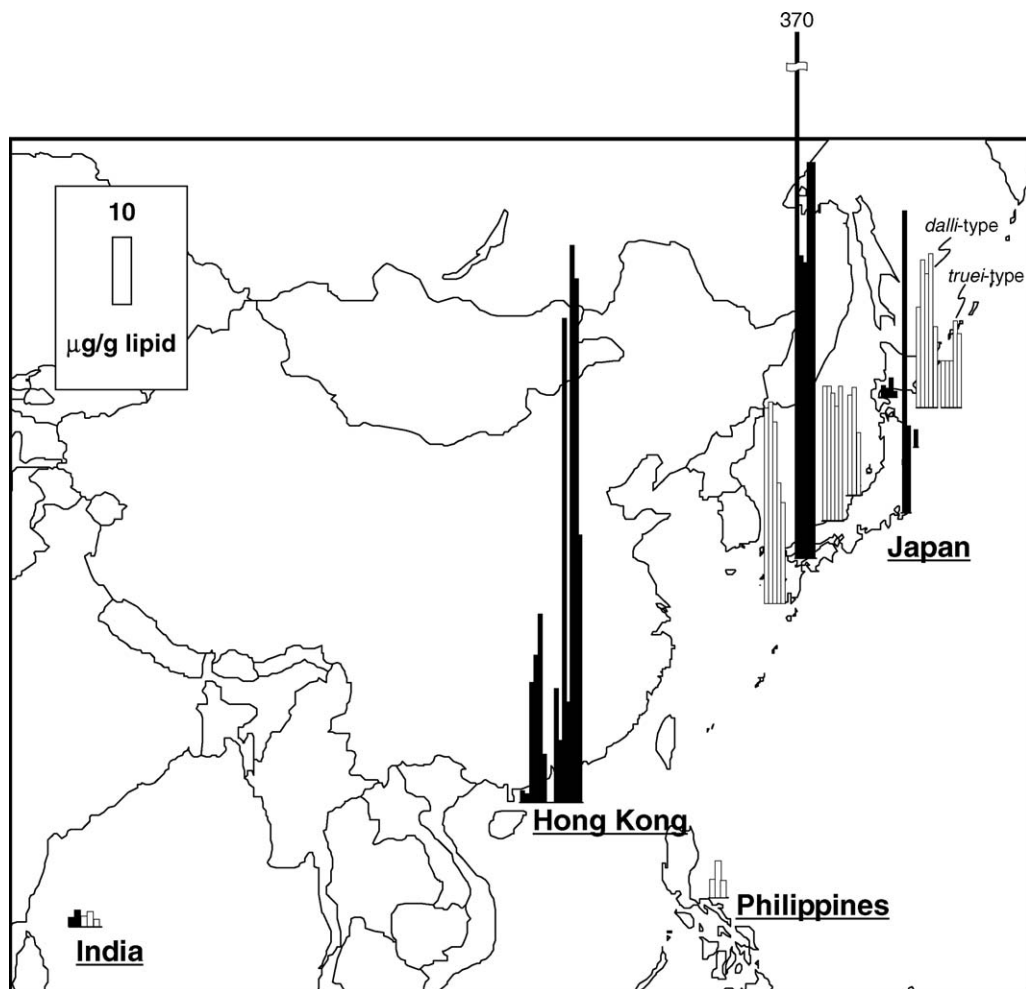 370
10
μg/g lipid
dalli-type
truei-type
Japan
Hong Kong
Philippines
India